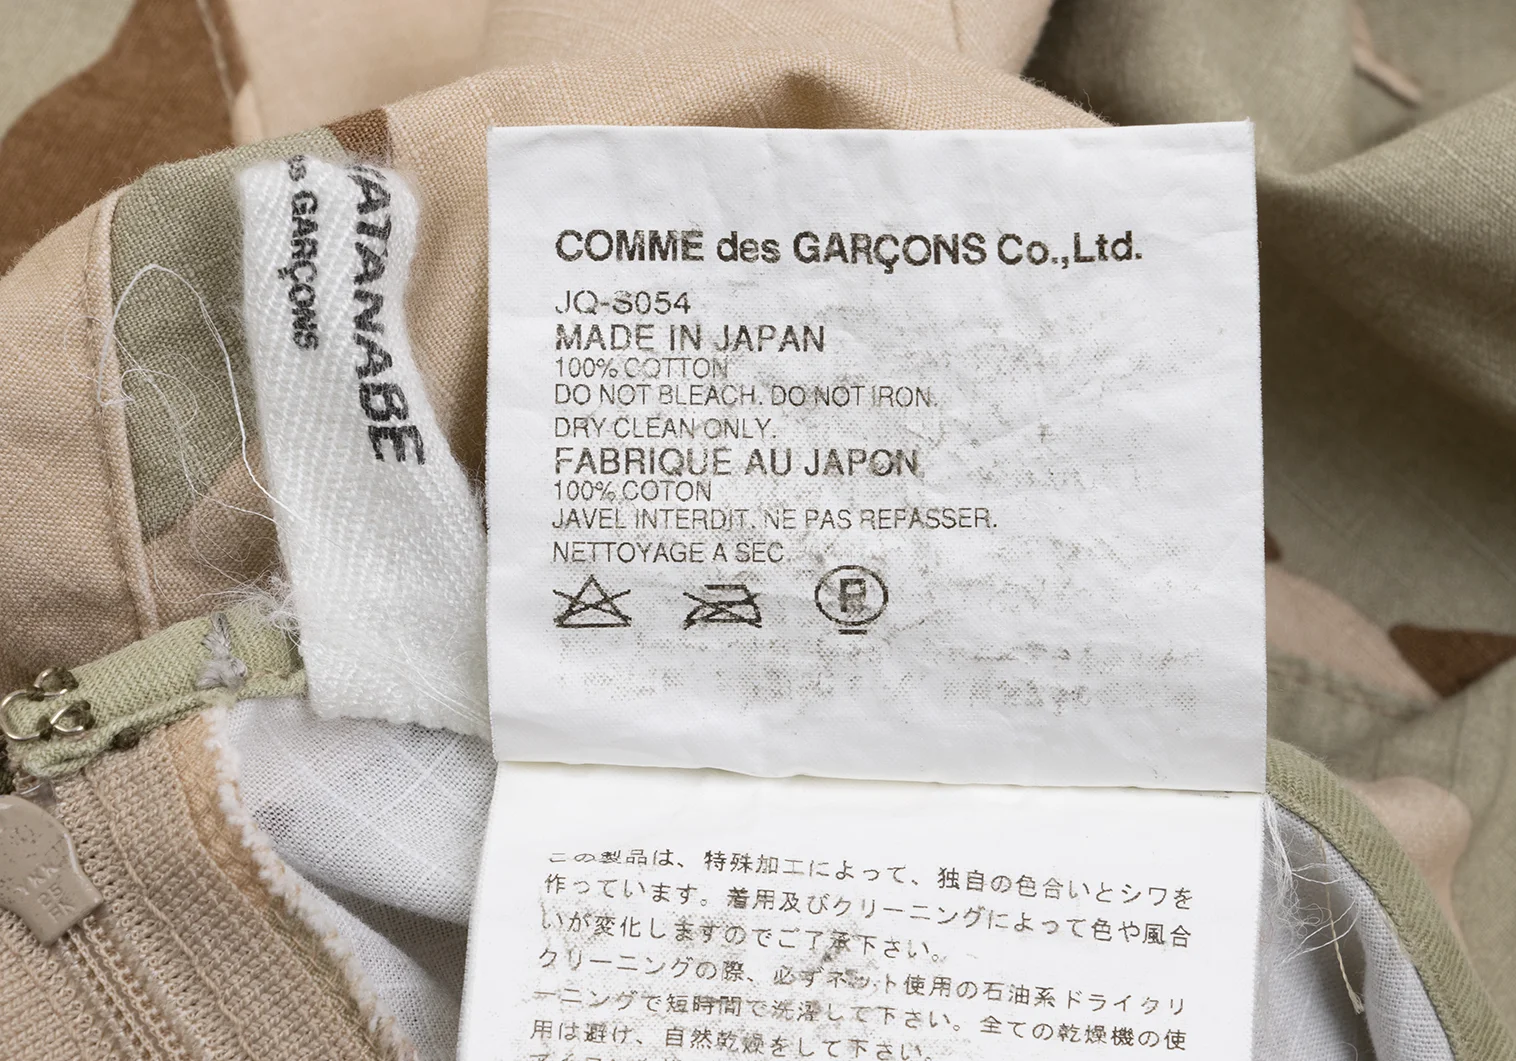 WATANABE
GARÇONS
COMME des GARÇONS Co.,Ltd.
JQ-S054
MADE IN JAPAN
100% COTTON
DO NOT BLEACH. DO NOT IRON.
DRY CLEAN ONLY.
FABRIQUE AU JAPON
100% COTON
JAVEL INTERDIT. NE PAS REPASSER.
NETTOYAGE A SEC.
P
この製品は、特殊加工によって、独自の色合いとシワを
作っています。着用及びクリーニングによって色や風合
いが変化しますのでご了承下さい。
クリーニングの際、必ずネット使用の石油系ドライクリ
ーニングで短時間で洗濯して下さい。全ての乾燥機の使
用は避け、自然乾燥をして下さい。